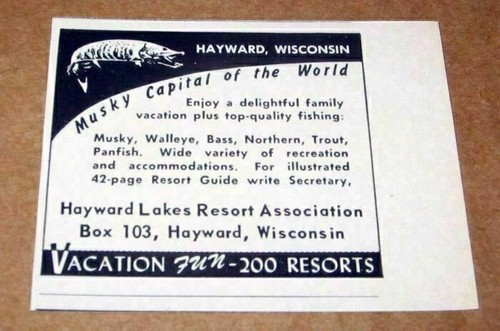 HAYWARD, WISCONSIN
Musky Capital of the World
Enjoy a delightful family
vacation plus top-quality fishing:
Musky, Walleye, Bass, Northern, Trout,
Panfish. Wide variety of recreation
and accommodations. For illustrated
42-page Resort Guide write Secretary,
Hayward Lakes Resort Association
Box 103, Hayward, Wisconsin
VACATION FUN - 200 RESORTS